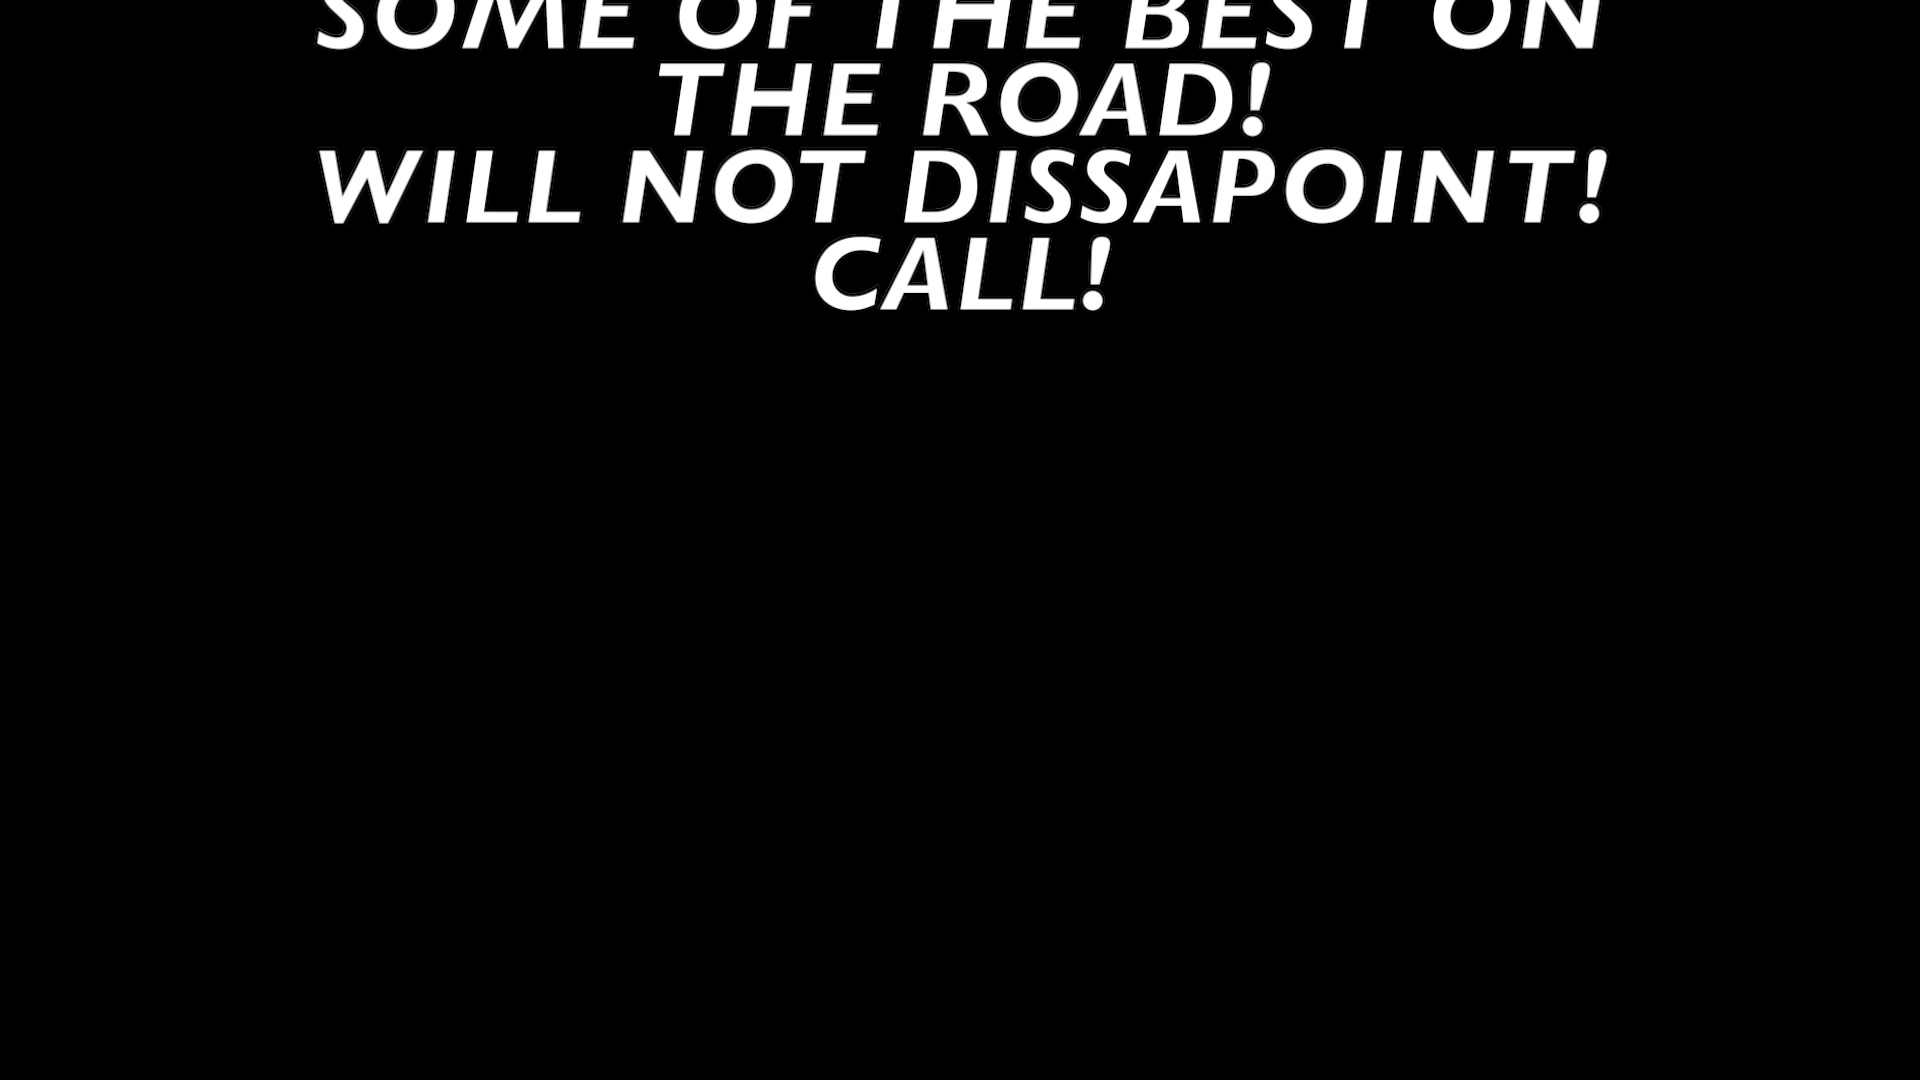 SOME OF THE BEST ON
THE ROAD!
WILL NOT DISSAPOINT!
CALL!